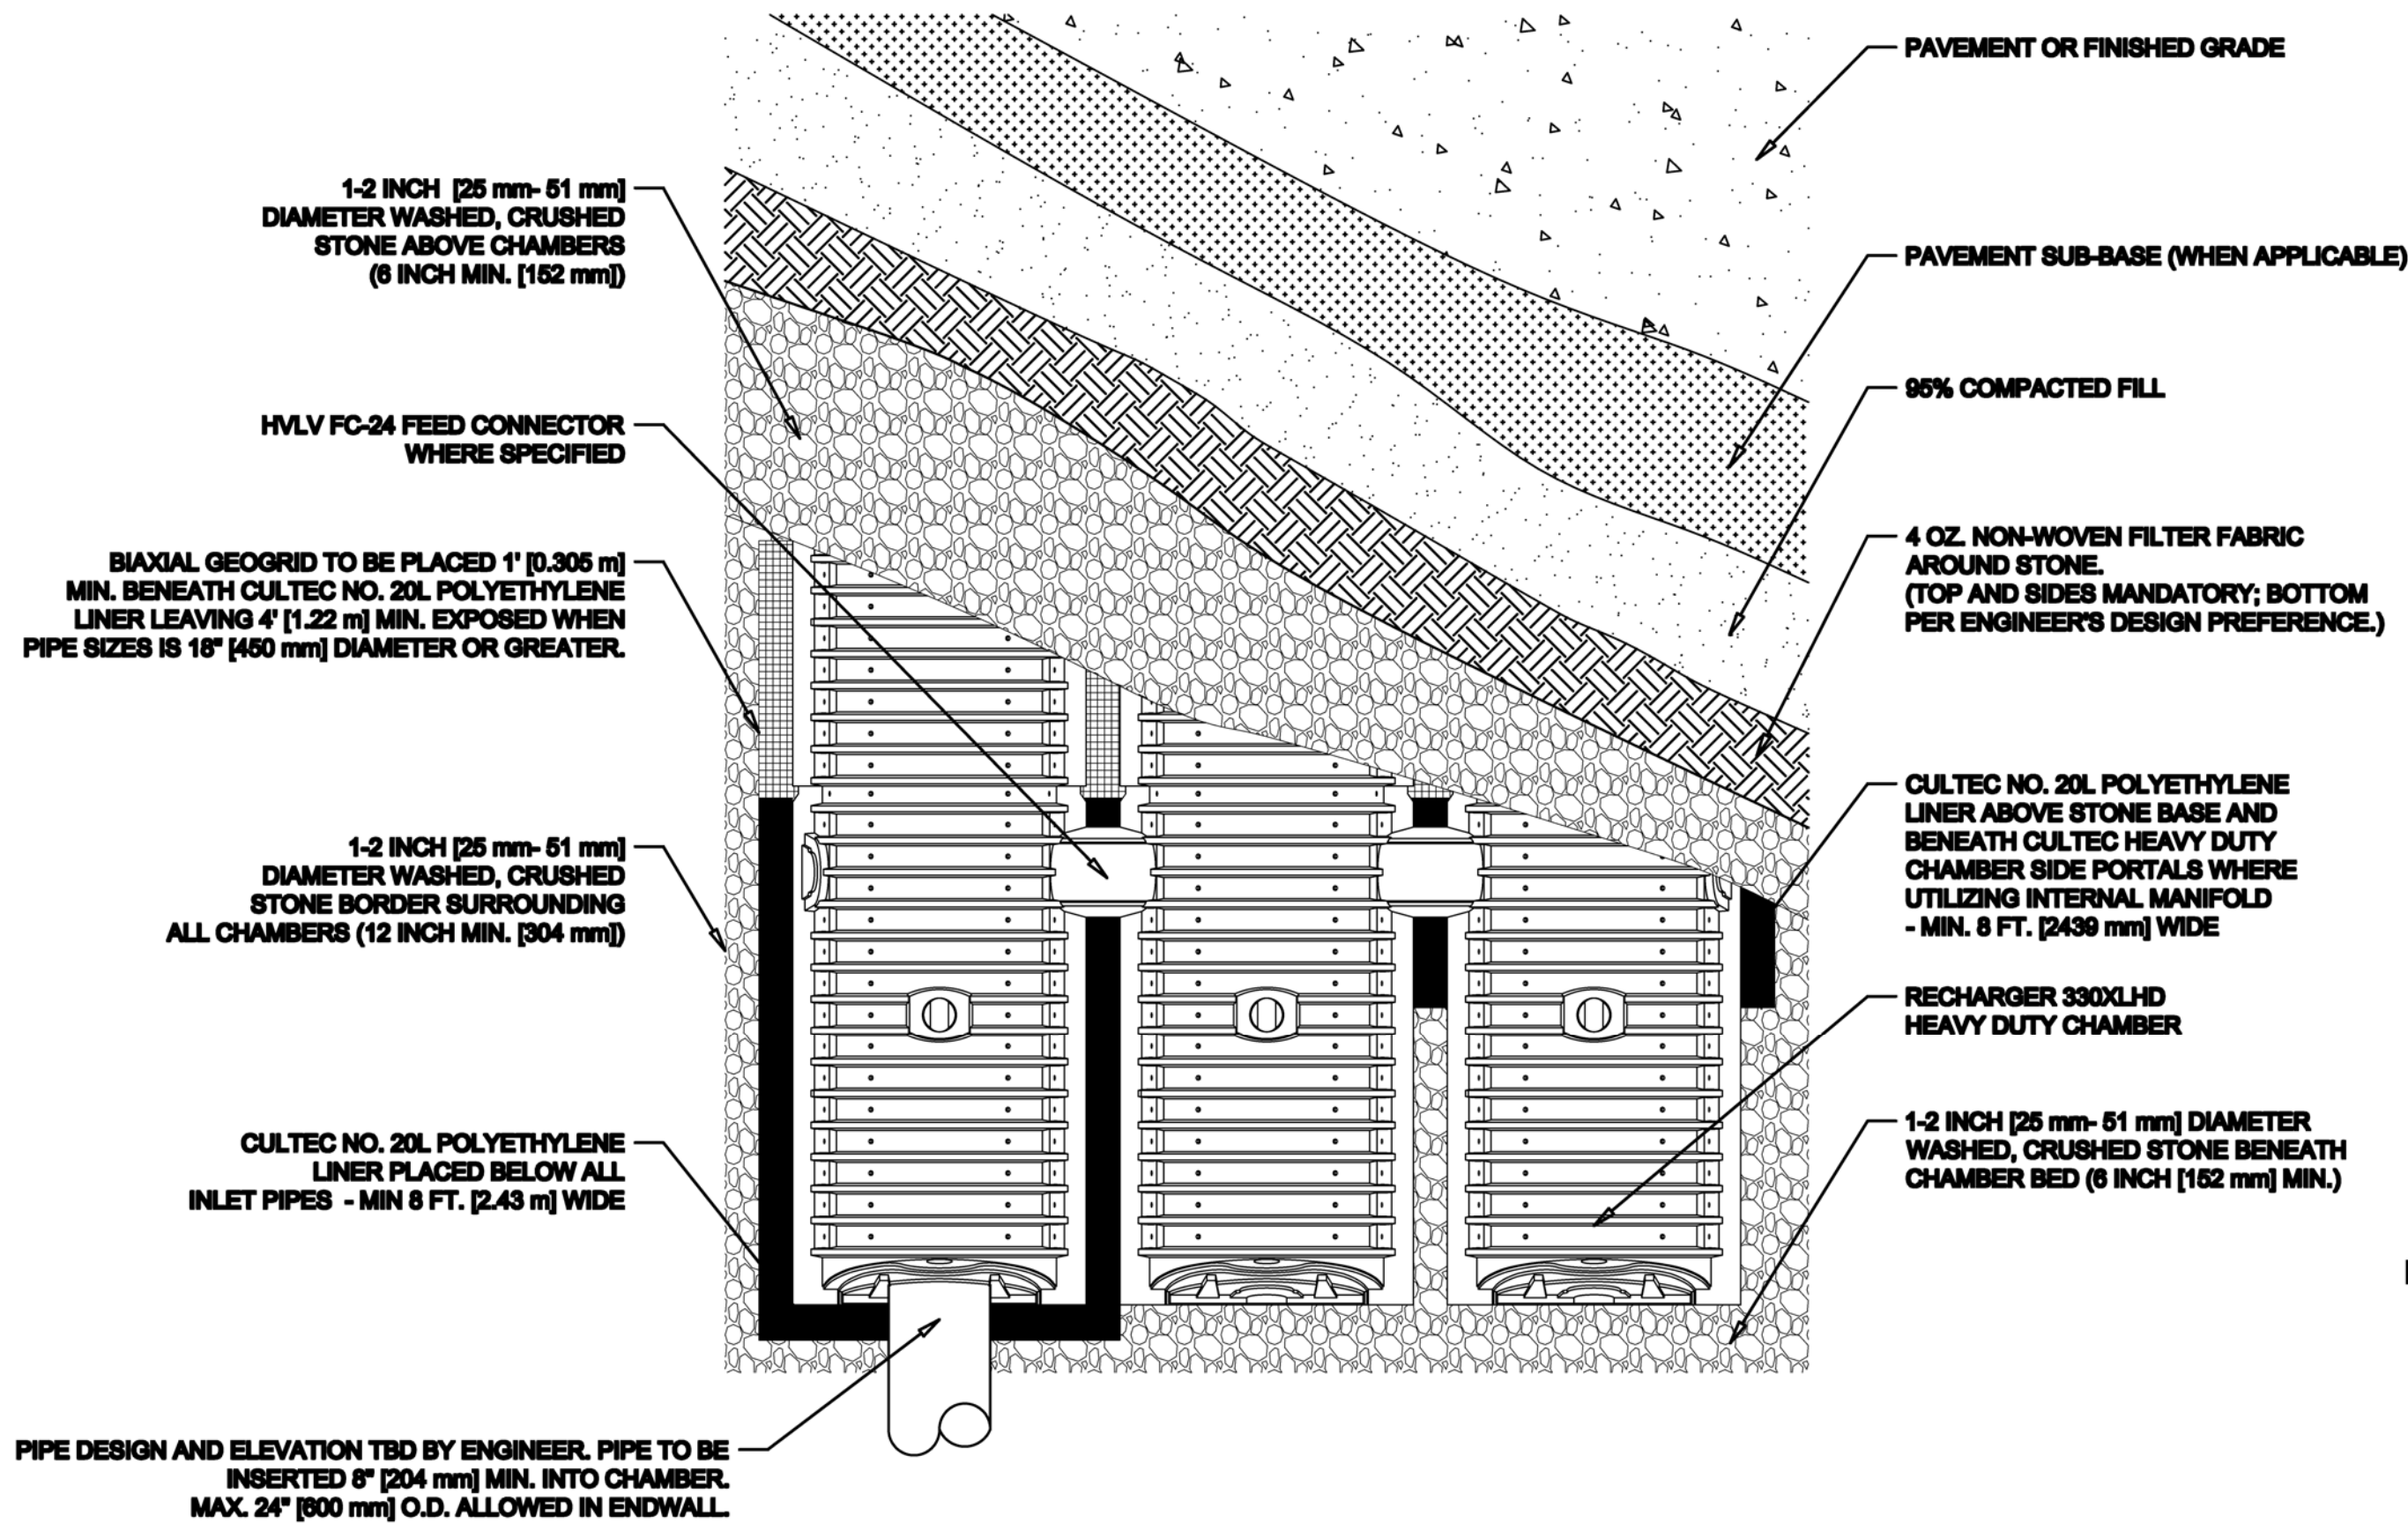 1-2 INCH [25 mm- 51 mm]
DIAMETER WASHED, CRUSHED
STONE ABOVE CHAMBERS
(6 INCH MIN. [152 mm])
HVLV FC-24 FEED CONNECTOR
WHERE SPECIFIED
BIAXIAL GEOGRID TO BE PLACED 1' [0.305 m]
MIN. BENEATH CULTEC NO. 20L POLYETHYLENE
LINER LEAVING 4' [1.22 m] MIN. EXPOSED WHEN
PIPE SIZES IS 18" [450 mm] DIAMETER OR GREATER.
1-2 INCH [25 mm- 51 mm]
DIAMETER WASHED, CRUSHED
STONE BORDER SURROUNDING
ALL CHAMBERS (12 INCH MIN. [304 mm])
CULTEC NO. 20L POLYETHYLENE
LINER PLACED BELOW ALL
INLET PIPES - MIN 8 FT. [2.43 m] WIDE
PIPE DESIGN AND ELEVATION TBD BY ENGINEER. PIPE TO BE
INSERTED 8" [204 mm] MIN. INTO CHAMBER.
MAX. 24" [600 mm] O.D. ALLOWED IN ENDWALL.
PAVEMENT OR FINISHED GRADE
PAVEMENT SUB-BASE (WHEN APPLICABLE)
95% COMPACTED FILL
4 OZ. NON-WOVEN FILTER FABRIC
AROUND STONE.
(TOP AND SIDES MANDATORY; BOTTOM
PER ENGINEER'S DESIGN PREFERENCE.)
CULTEC NO. 20L POLYETHYLENE
LINER ABOVE STONE BASE AND
BENEATH CULTEC HEAVY DUTY
CHAMBER SIDE PORTALS WHERE
UTILIZING INTERNAL MANIFOLD
- MIN. 8 FT. [2439 mm] WIDE
RECHARGER 330XLHD
HEAVY DUTY CHAMBER
1-2 INCH [25 mm- 51 mm] DIAMETER
WASHED, CRUSHED STONE BENEATH
CHAMBER BED (6 INCH [152 mm] MIN.)